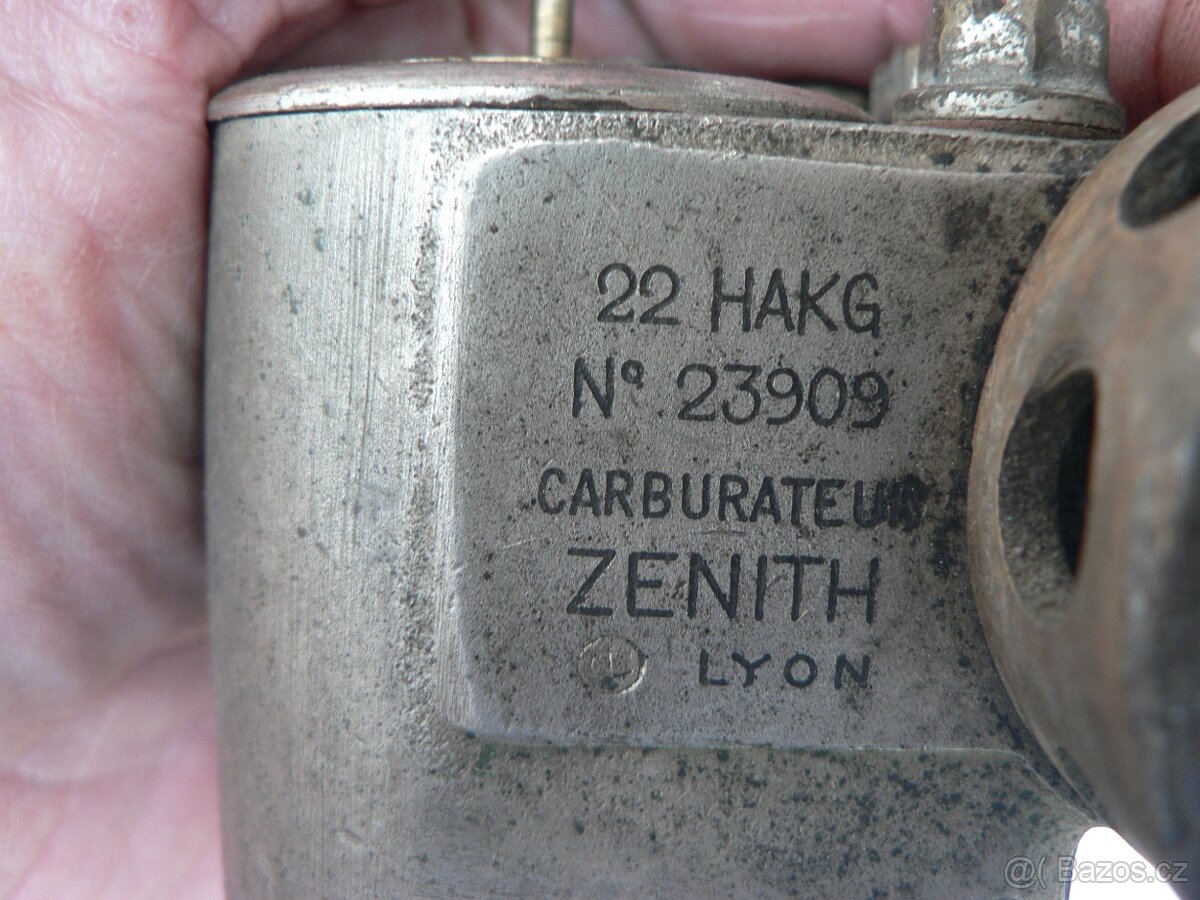 22 HAKG
Nº 23909
CARBURATEUR
ZENITH
LYON
@( Bazos.cz